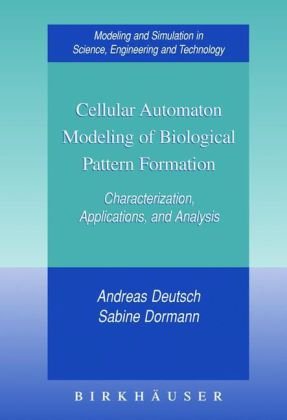 Modeling and Simulation in
Science, Engineering and Technology
Cellular Automaton
Modeling of Biological
Pattern Formation
Characterization,
Applications, and Analysis
Andreas Deutsch
Sabine Dormann
BIRKHÄUSER